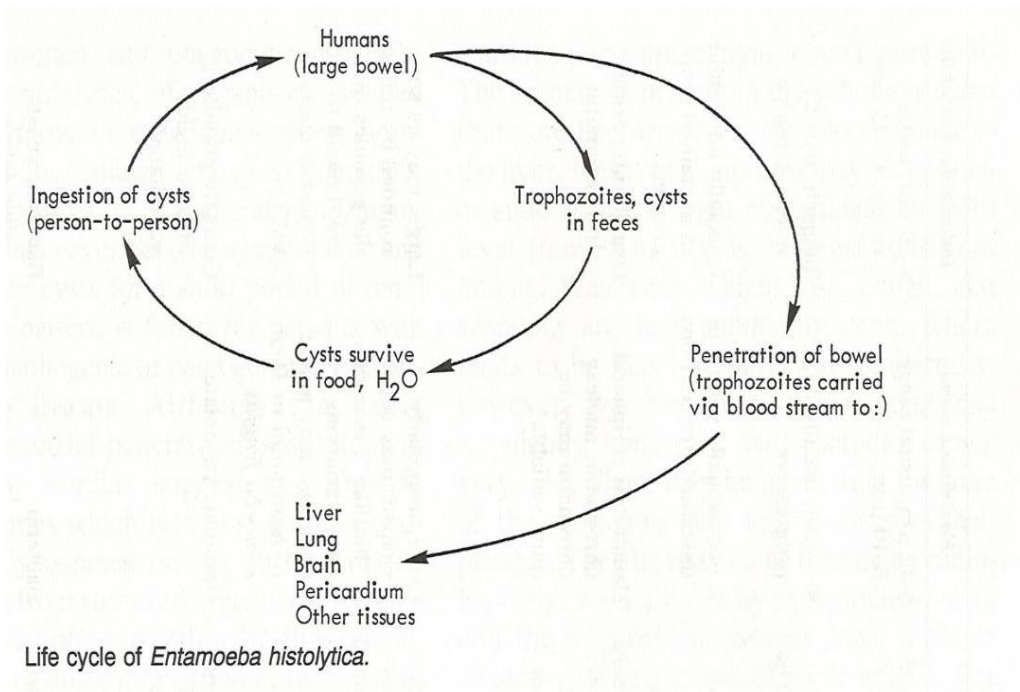 Humans
(large bowel)
Ingestion of cysts
(person-to-person)
Trophozoites, cysts
in feces
Cysts survive
in food, H₂O
Penetration of bowel
(trophozoites carried
via blood stream to:)
Liver
Lung
Brain
Pericardium
Other tissues
Life cycle of Entamoeba histolytica.